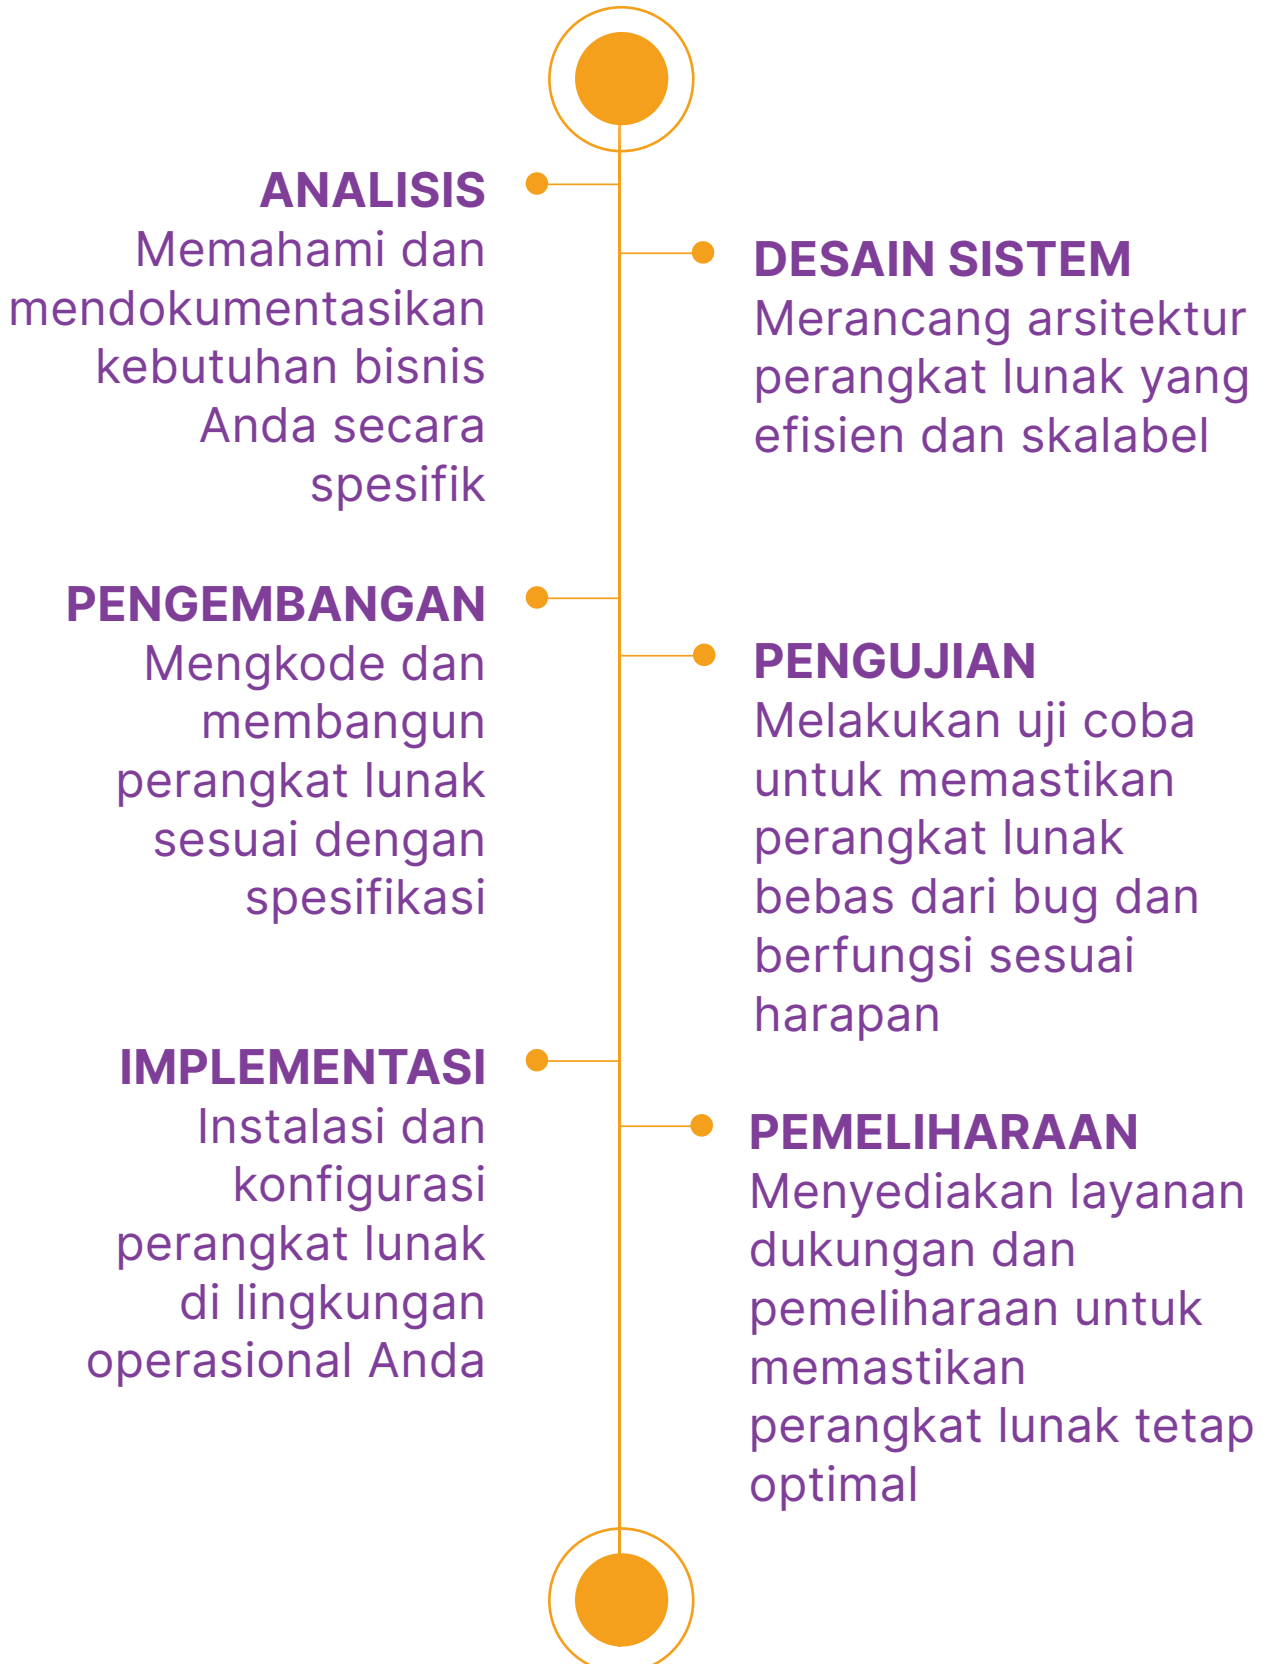 ANALISIS
Memahami dan
mendokumentasikan
kebutuhan bisnis
Anda secara
spesifik
DESAIN SISTEM
Merancang arsitektur
perangkat lunak yang
efisien dan skalabel
PENGEMBANGAN
Mengkode dan
membangun
perangkat lunak
sesuai dengan
spesifikasi
PENGUJIAN
Melakukan uji coba
untuk memastikan
perangkat lunak
bebas dari bug dan
berfungsi sesuai
harapan
IMPLEMENTASI
Instalasi dan
konfigurasi
perangkat lunak
di lingkungan
operasional Anda
PEMELIHARAAN
Menyediakan layanan
dukungan dan
pemeliharaan untuk
memastikan
perangkat lunak tetap
optimal